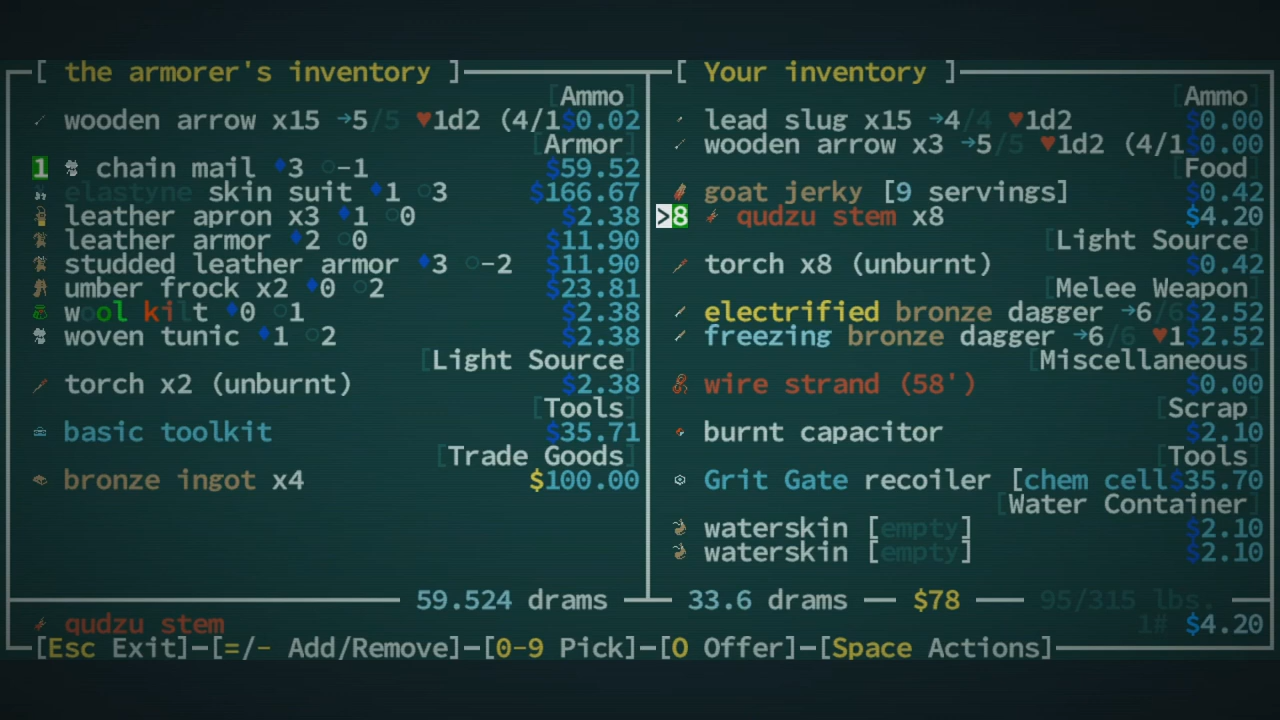 [ the armorer's inventory ]
[Ammo]
wooden arrow x15 →5/5 ♥1d2 (4/1$0.02
[Armor]
1 chain mail ♦3 ○-1 $59.52
elastyne skin suit ♦1 ○3 $166.67
leather apron x3 ♦1 ○0 $2.38
leather armor ♦2 ○0 $11.90
studded leather armor ♦3 ○-2 $11.90
umber frock x2 ♦0 ○2 $23.81
wool kilt ♦0 ○1 $2.38
woven tunic ♦1 ○2 $2.38
[Light Source]
torch x2 (unburnt) $2.38
[Tools]
basic toolkit $35.71
[Trade Goods]
bronze ingot x4 $100.00
59.524 drams
[ Your inventory ]
[Ammo]
lead slug x15 →4/4 ♥1d2 $0.00
wooden arrow x3 →5/5 ♥1d2 (4/1$0.00
[Food]
goat jerky [9 servings] $0.42
>8 qudzu stem x8 $4.20
[Light Source]
torch x8 (unburnt) $0.42
[Melee Weapon]
electrified bronze dagger →6/6$2.52
freezing bronze dagger →6/6 ♥1$2.52
[Miscellaneous]
wire strand (58') $0.00
[Scrap]
burnt capacitor $2.10
[Tools]
Grit Gate recoiler [chem cell$35.70
[Water Container]
waterskin [empty] $2.10
waterskin [empty] $2.10
33.6 drams $78 95/315 lbs.
qudzu stem 1# $4.20
[Esc Exit]-[=/- Add/Remove]-[0-9 Pick]-[O Offer]-[Space Actions]